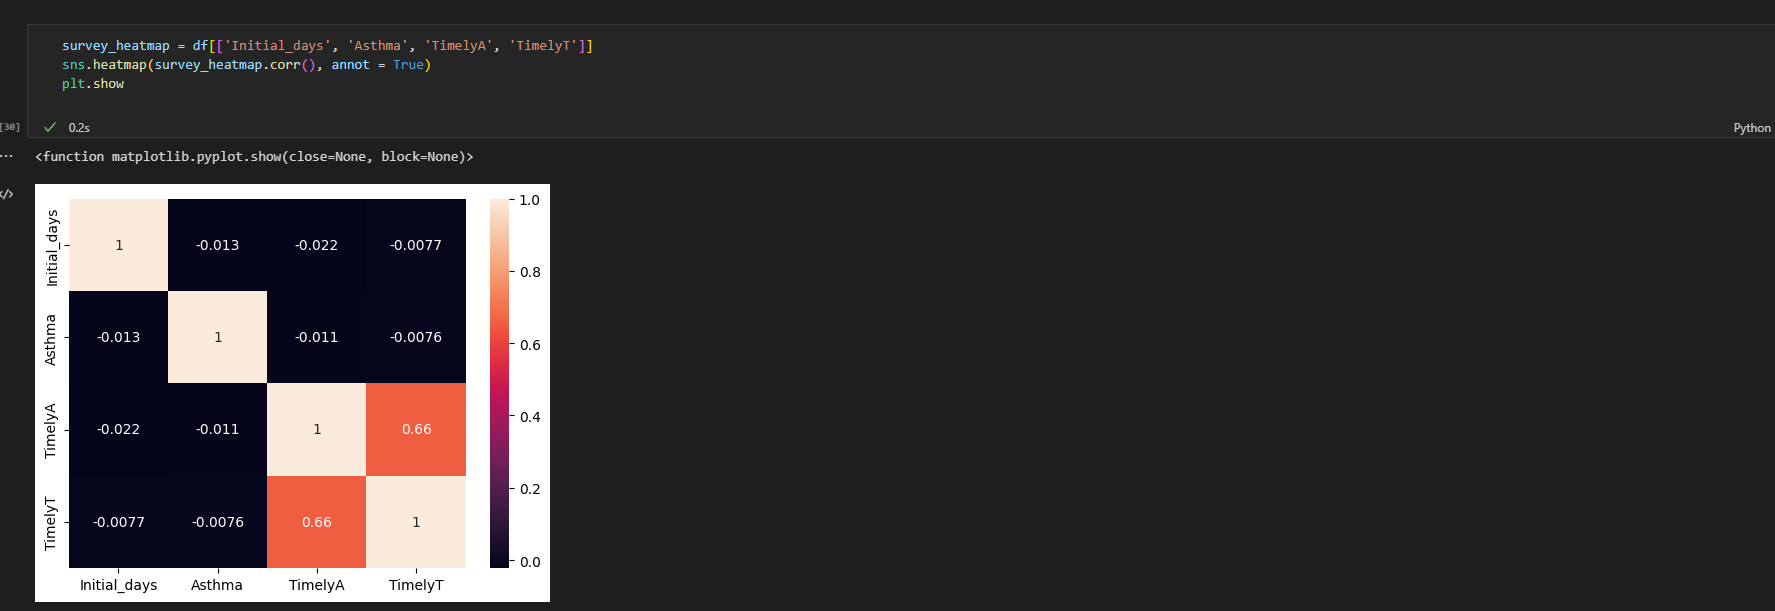 survey_heatmap = df[['Initial_days', 'Asthma', 'TimelyA', 'TimelyT']]
sns.heatmap(survey_heatmap.corr(), annot = True)
plt.show
[30]
0.2s
Python
<function matplotlib.pyplot.show(close=None, block=None)>
Initial_days
1
-0.013
-0.022
-0.0077
Asthma
-0.013
1
-0.011
-0.0076
TimelyA
-0.022
-0.011
1
0.66
TimelyT
-0.0077
-0.0076
0.66
1
Initial_days
Asthma
TimelyA
TimelyT
1.0
0.8
0.6
0.4
0.2
0.0